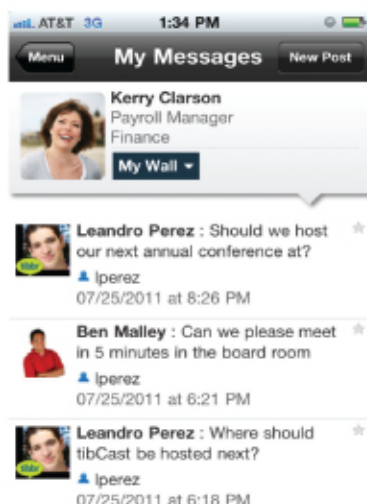 AT&T 3G 1:34 PM
Menu My Messages New Post
Kerry Clarson
Payroll Manager
Finance
My Wall
Leandro Perez : Should we host
our next annual conference at?
lperez
07/25/2011 at 8:26 PM
Ben Malley : Can we please meet
in 5 minutes in the board room
lperez
07/25/2011 at 6:21 PM
Leandro Perez : Where should
tibCast be hosted next?
lperez
07/25/2011 at 6:18 PM
tibbr
tibbr